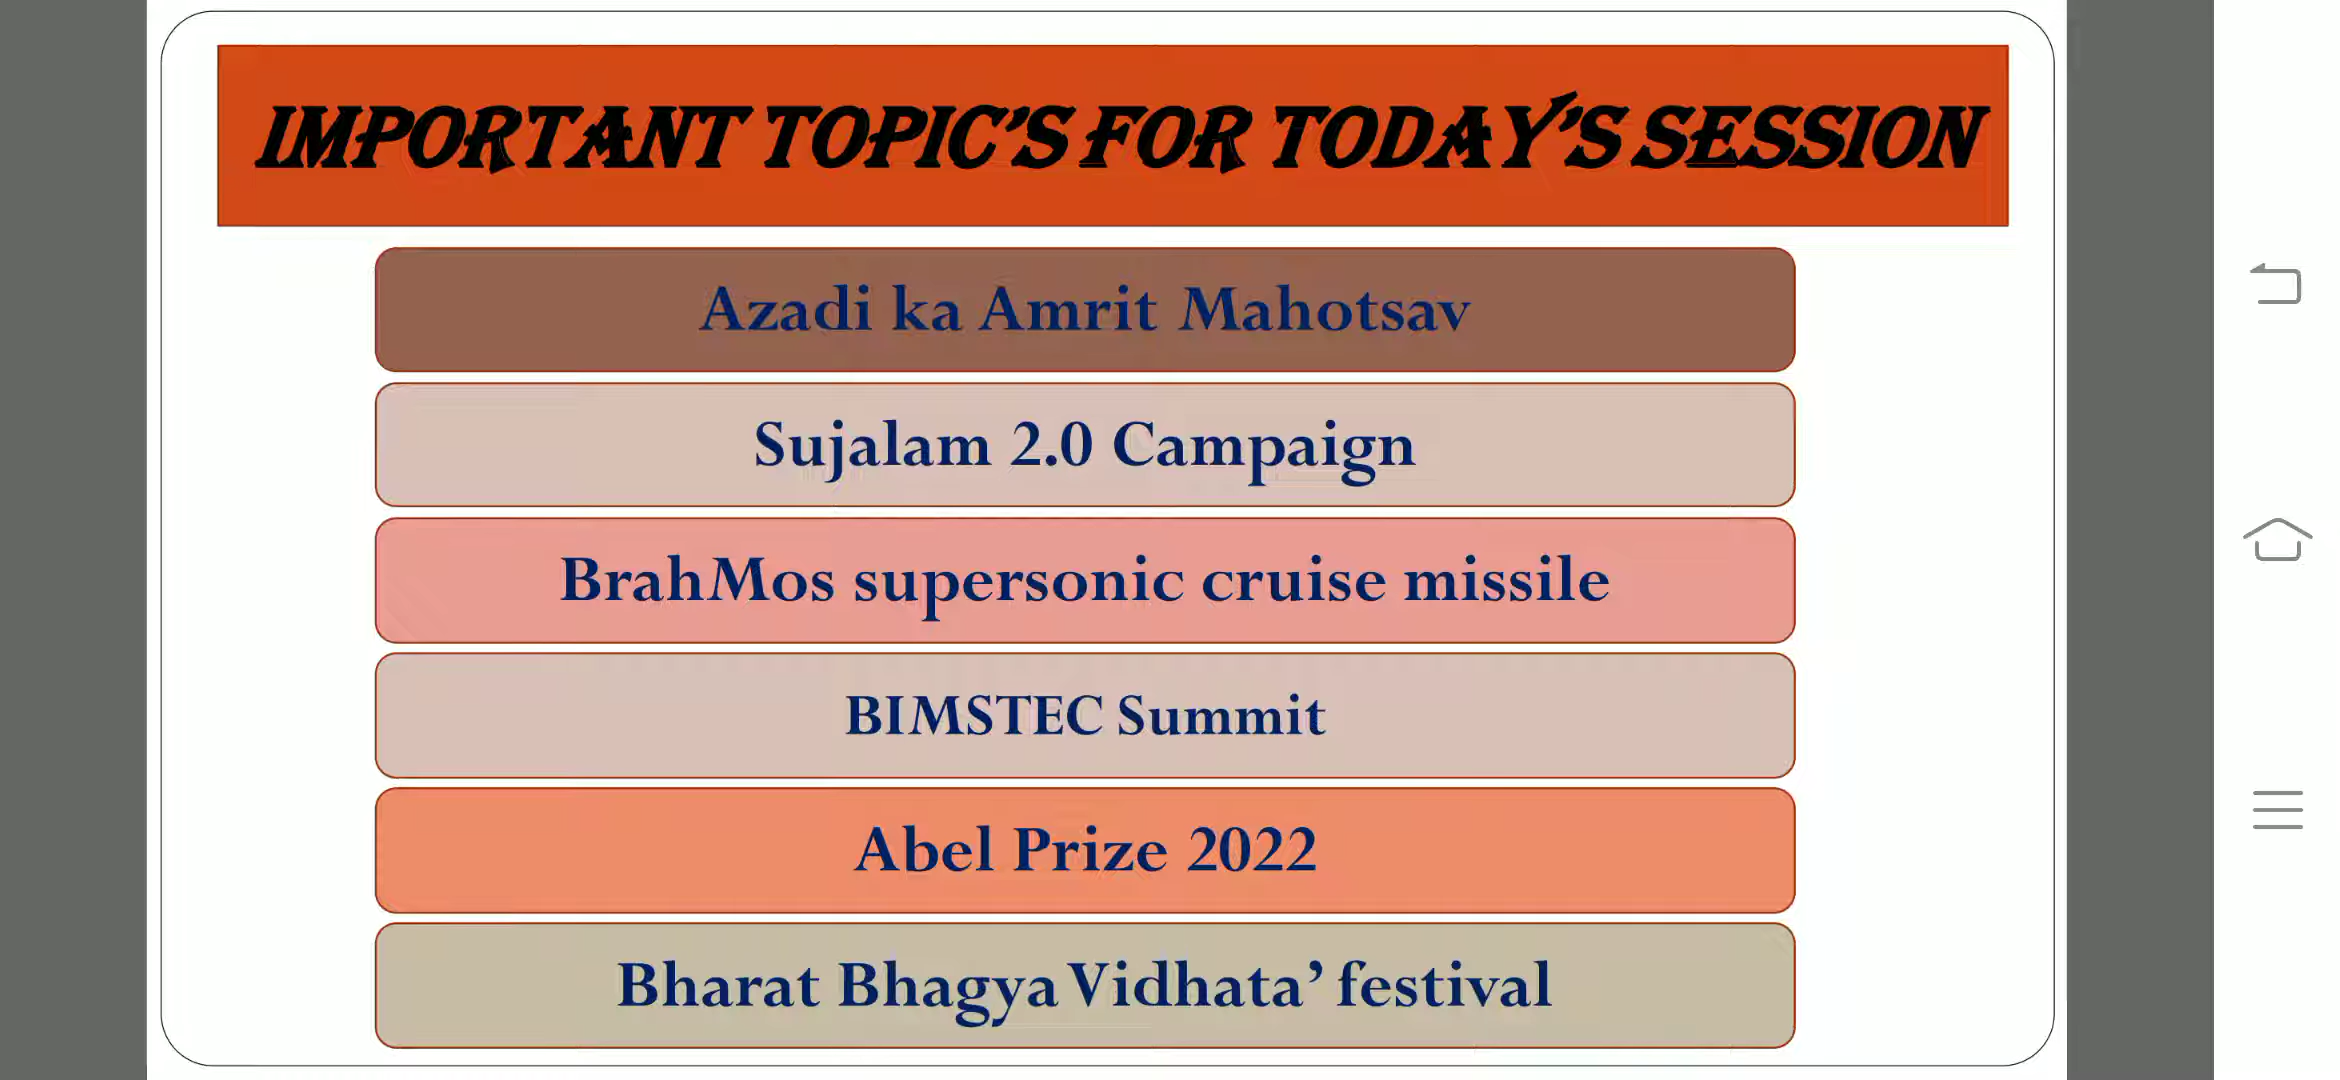 IMPORTANT TOPIC’S FOR TODAY’S SESSION
Azadi ka Amrit Mahotsav
Sujalam 2.0 Campaign
BrahMos supersonic cruise missile
BIMSTEC Summit
Abel Prize 2022
Bharat Bhagya Vidhata’ festival